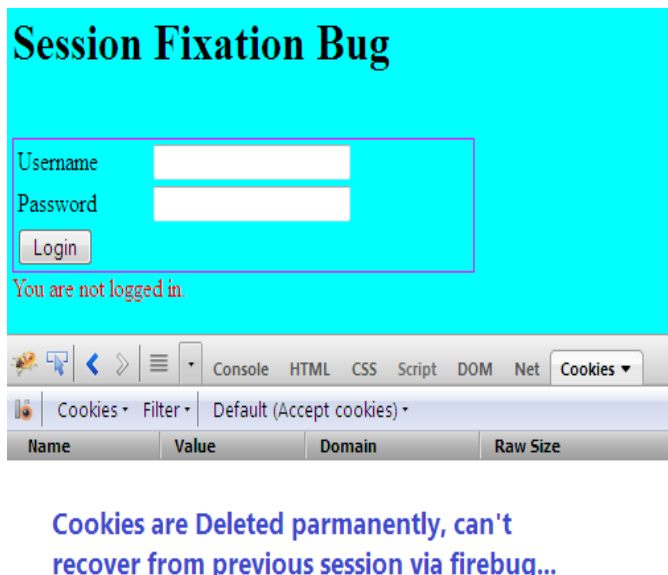 Session Fixation Bug
Username
Password
Login
You are not logged in.
Console HTML CSS Script DOM Net Cookies
Cookies Filter Default (Accept cookies)
Name Value Domain Raw Size
Cookies are Deleted parmanently, can't
recover from previous session via firebug...